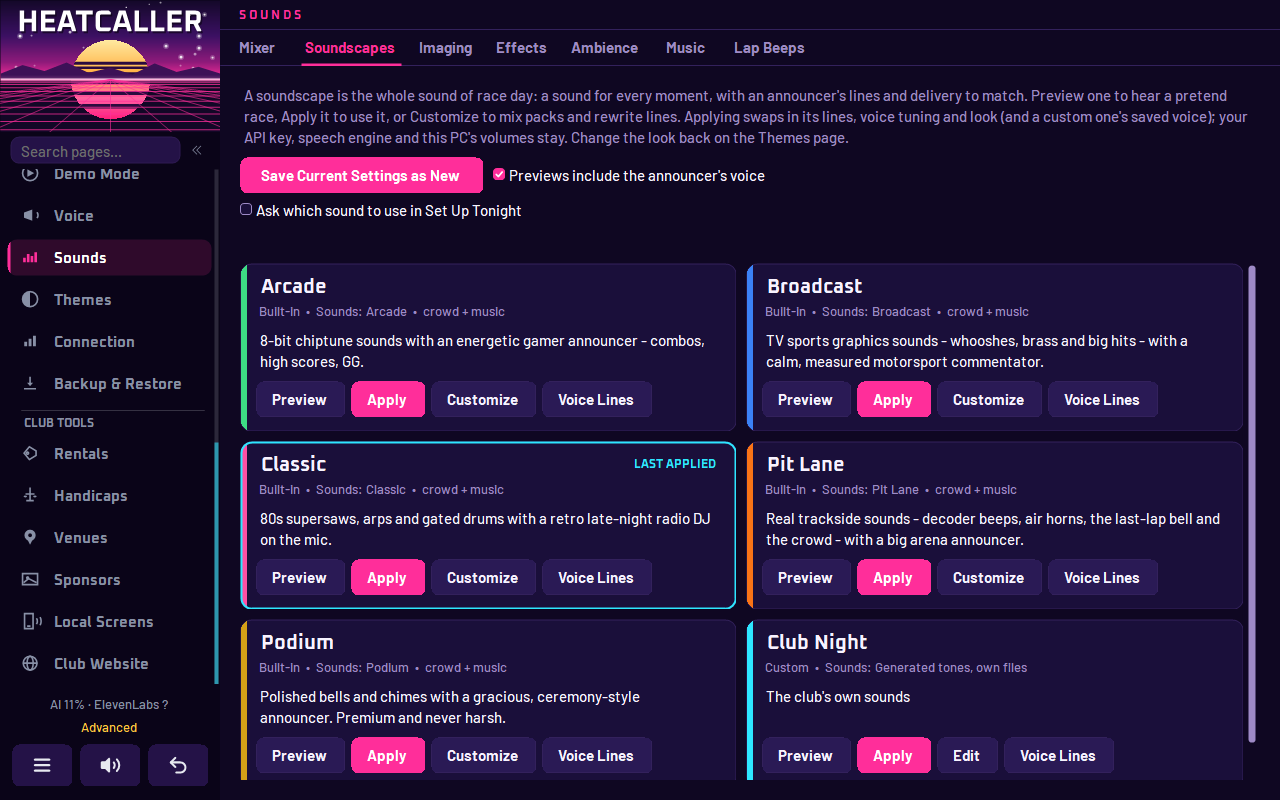 HEATCALLER
Search pages...
Demo Mode
Voice
Sounds
Themes
Connection
Backup & Restore
CLUB TOOLS
Rentals
Handicaps
Venues
Sponsors
Local Screens
Club Website
AI 11% · ElevenLabs ?
Advanced
SOUNDS
Mixer Soundscapes Imaging Effects Ambience Music Lap Beeps
A soundscape is the whole sound of race day: a sound for every moment, with an announcer's lines and delivery to match. Preview one to hear a pretend
race, Apply it to use it, or Customize to mix packs and rewrite lines. Applying swaps in its lines, voice tuning and look (and a custom one's saved voice); your
API key, speech engine and this PC's volumes stay. Change the look back on the Themes page.
Save Current Settings as New
Previews include the announcer's voice
Ask which sound to use in Set Up Tonight
Arcade
Built-In • Sounds: Arcade • crowd + music
8-bit chiptune sounds with an energetic gamer announcer - combos,
high scores, GG.
Preview Apply Customize Voice Lines
Broadcast
Built-In • Sounds: Broadcast • crowd + music
TV sports graphics sounds - whooshes, brass and big hits - with a
calm, measured motorsport commentator.
Preview Apply Customize Voice Lines
Classic
LAST APPLIED
Built-In • Sounds: Classic • crowd + music
80s supersaws, arps and gated drums with a retro late-night radio DJ
on the mic.
Preview Apply Customize Voice Lines
Pit Lane
Built-In • Sounds: Pit Lane • crowd + music
Real trackside sounds - decoder beeps, air horns, the last-lap bell and
the crowd - with a big arena announcer.
Preview Apply Customize Voice Lines
Podium
Built-In • Sounds: Podium • crowd + music
Polished bells and chimes with a gracious, ceremony-style
announcer. Premium and never harsh.
Preview Apply Customize Voice Lines
Club Night
Custom • Sounds: Generated tones, own files
The club's own sounds
Preview Apply Edit Voice Lines